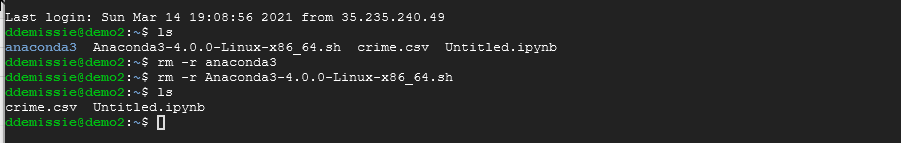 Last login: Sun Mar 14 19:08:56 2021 from 35.235.240.49
ddemissie@demo2:~$ ls
anaconda3  Anaconda3-4.0.0-Linux-x86_64.sh  crime.csv  Untitled.ipynb
ddemissie@demo2:~$ rm -r anaconda3
ddemissie@demo2:~$ rm -r Anaconda3-4.0.0-Linux-x86_64.sh
ddemissie@demo2:~$ ls
crime.csv  Untitled.ipynb
ddemissie@demo2:~$